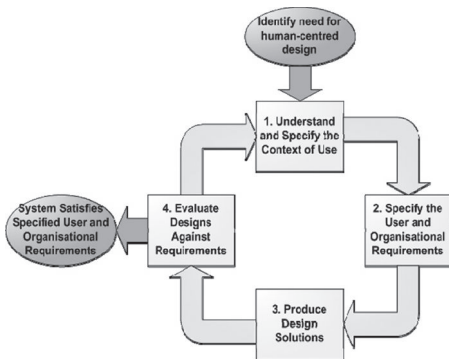 Identify need for
human-centred
design
1. Understand
and Specify the
Context of Use
System Satisfies
Specified User and
Organisational
Requirements
4. Evaluate
Designs
Against
Requirements
2. Specify the
User and
Organisational
Requirements
3. Produce
Design
Solutions